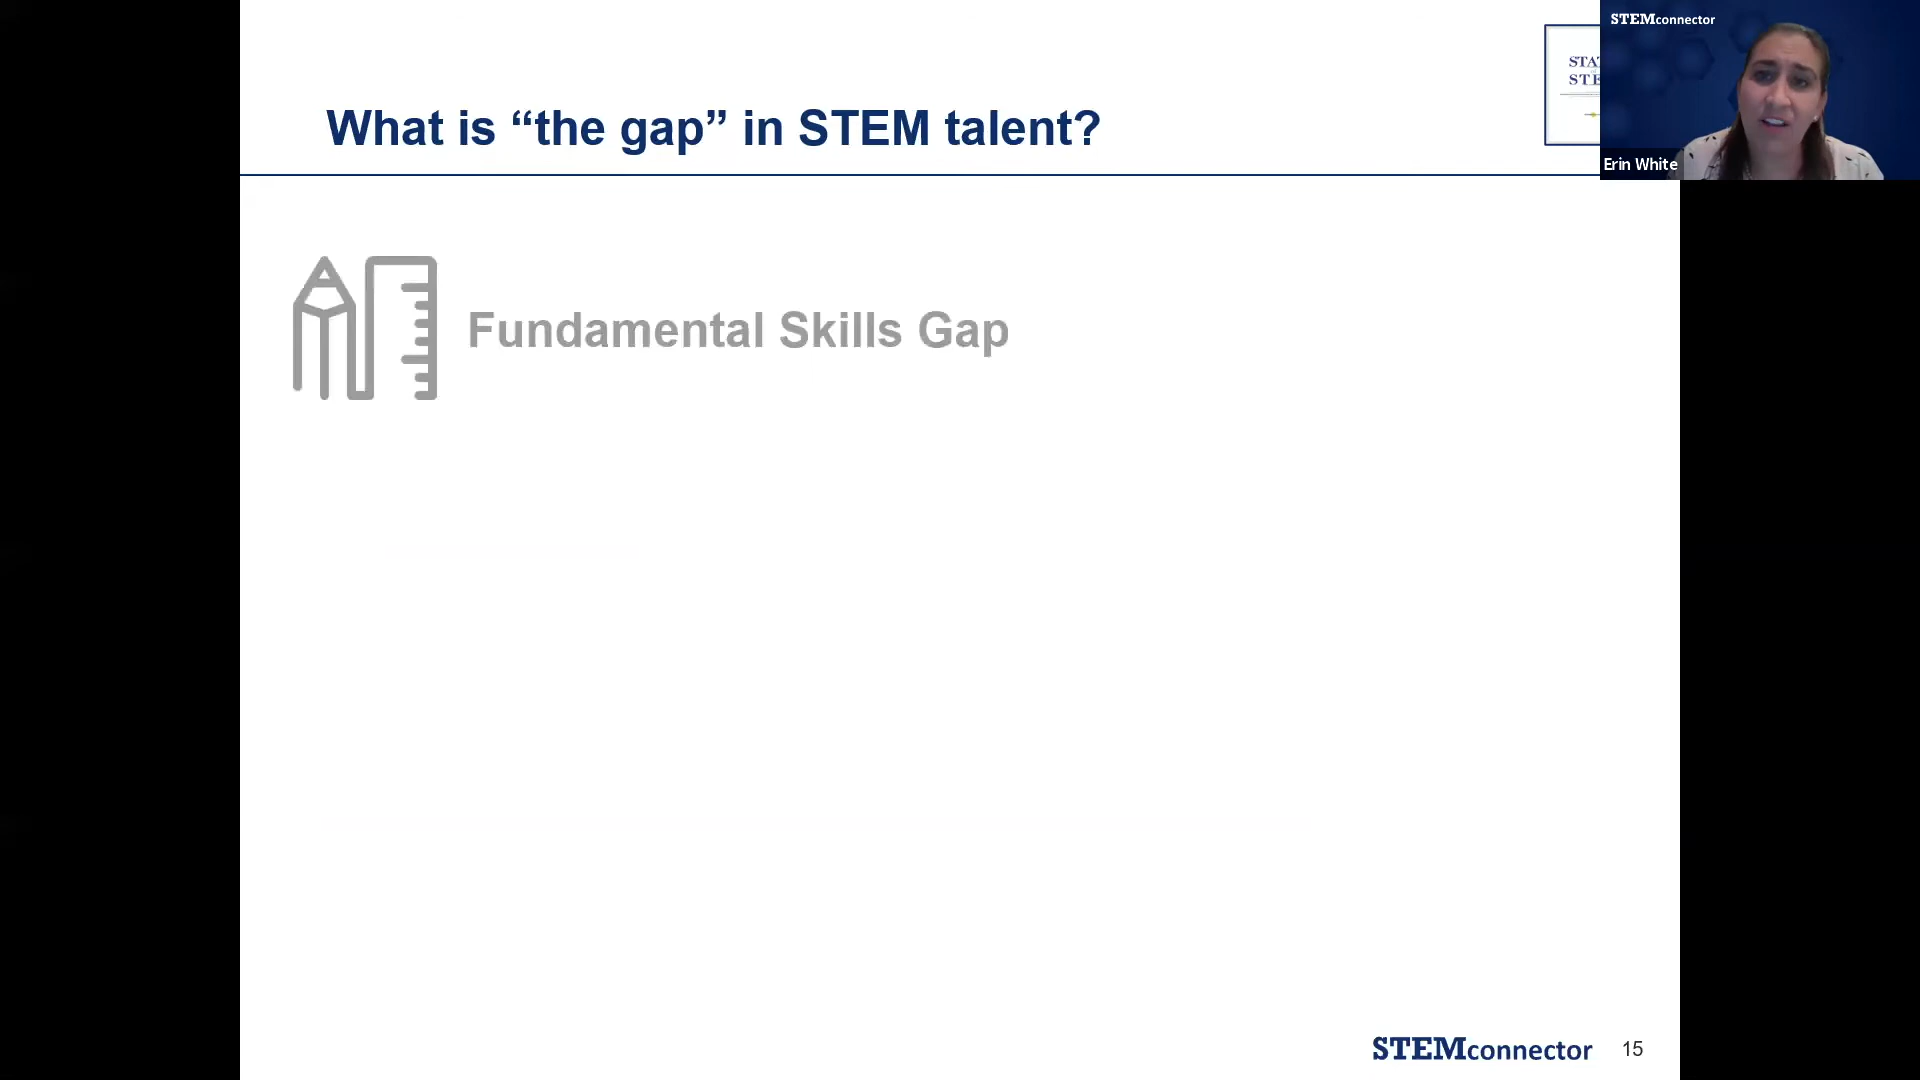 STEMconnector
What is “the gap” in STEM talent?
Erin White
Fundamental Skills Gap
STEMconnector 15